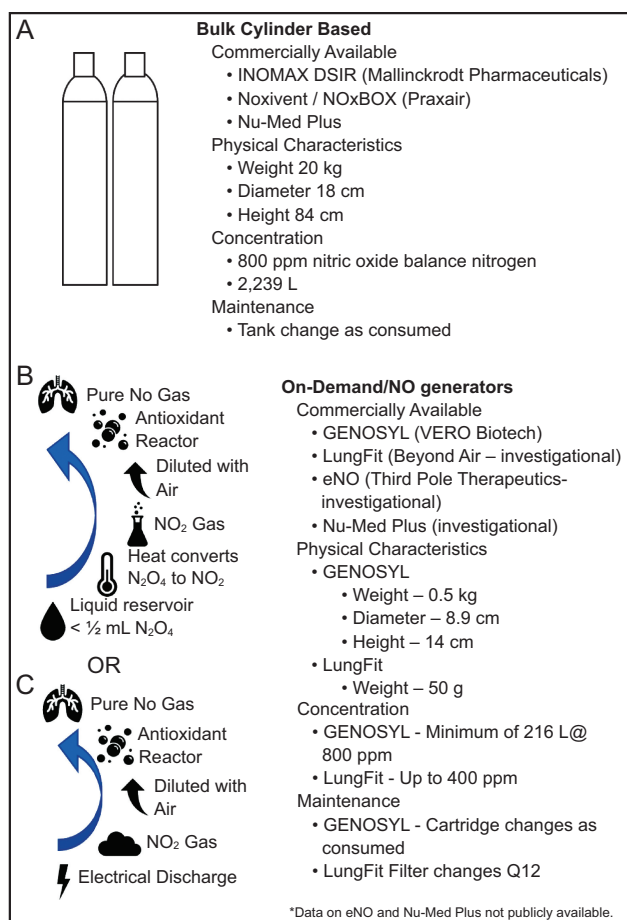 A
Bulk Cylinder Based
Commercially Available
• INOMAX DSIR (Mallinckrodt Pharmaceuticals)
• Noxivent / NOxBOX (Praxair)
• Nu-Med Plus
Physical Characteristics
• Weight 20 kg
• Diameter 18 cm
• Height 84 cm
Concentration
• 800 ppm nitric oxide balance nitrogen
• 2,239 L
Maintenance
• Tank change as consumed
B
Pure No Gas
Antioxidant
Reactor
Diluted with
Air
NO₂ Gas
Heat converts
N₂O₄ to NO₂
Liquid reservoir
< ½ mL N₂O₄
OR
C
Pure No Gas
Antioxidant
Reactor
Diluted with
Air
NO₂ Gas
Electrical Discharge
On-Demand/NO generators
Commercially Available
• GENOSYL (VERO Biotech)
• LungFit (Beyond Air – investigational)
• eNO (Third Pole Therapeutics-
investigational)
• Nu-Med Plus (investigational)
Physical Characteristics
• GENOSYL
• Weight – 0.5 kg
• Diameter – 8.9 cm
• Height – 14 cm
• LungFit
• Weight – 50 g
Concentration
• GENOSYL - Minimum of 216 L@
800 ppm
• LungFit - Up to 400 ppm
Maintenance
• GENOSYL - Cartridge changes as
consumed
• LungFit Filter changes Q12
*Data on eNO and Nu-Med Plus not publicly available.